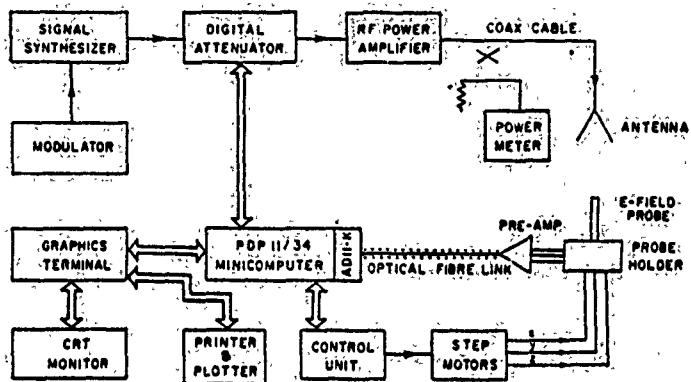 SIGNAL
SYNTHESIZER
DIGITAL
ATTENUATOR
RF POWER
AMPLIFIER
COAX CABLE
MODULATOR
POWER
METER
ANTENNA
E-FIELD
PROBE
PRE-AMP.
PROBE
HOLDER
GRAPHICS
TERMINAL
PDP 11/34
MINICOMPUTER
AD11-K
OPTICAL FIBRE LINK
CRT
MONITOR
PRINTER
&
PLOTTER
CONTROL
UNIT
STEP
MOTORS